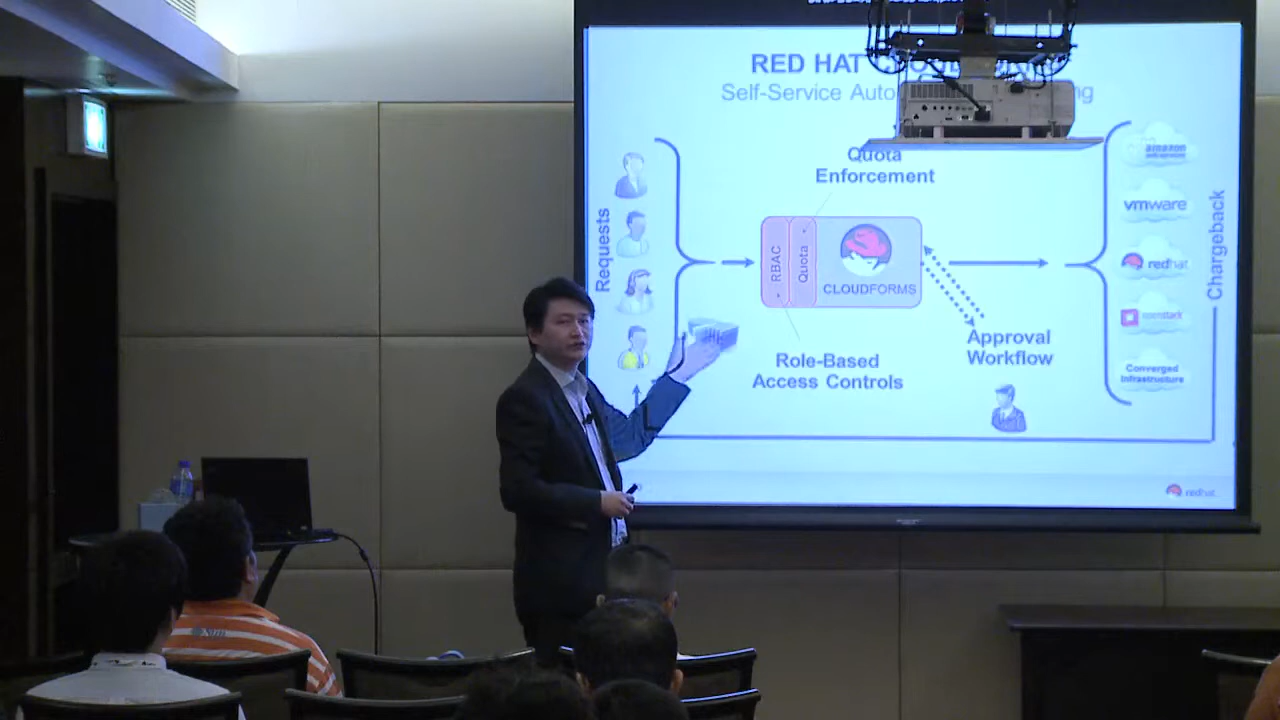 RED HAT
Self-Service
Quota
Enforcement
Requests
RBAC
Quota
CLOUDFORMS
Role-Based
Access Controls
Approval
Workflow
amazon
vmware
redhat
openstack
Converged
Infrastructure
Chargeback
redhat